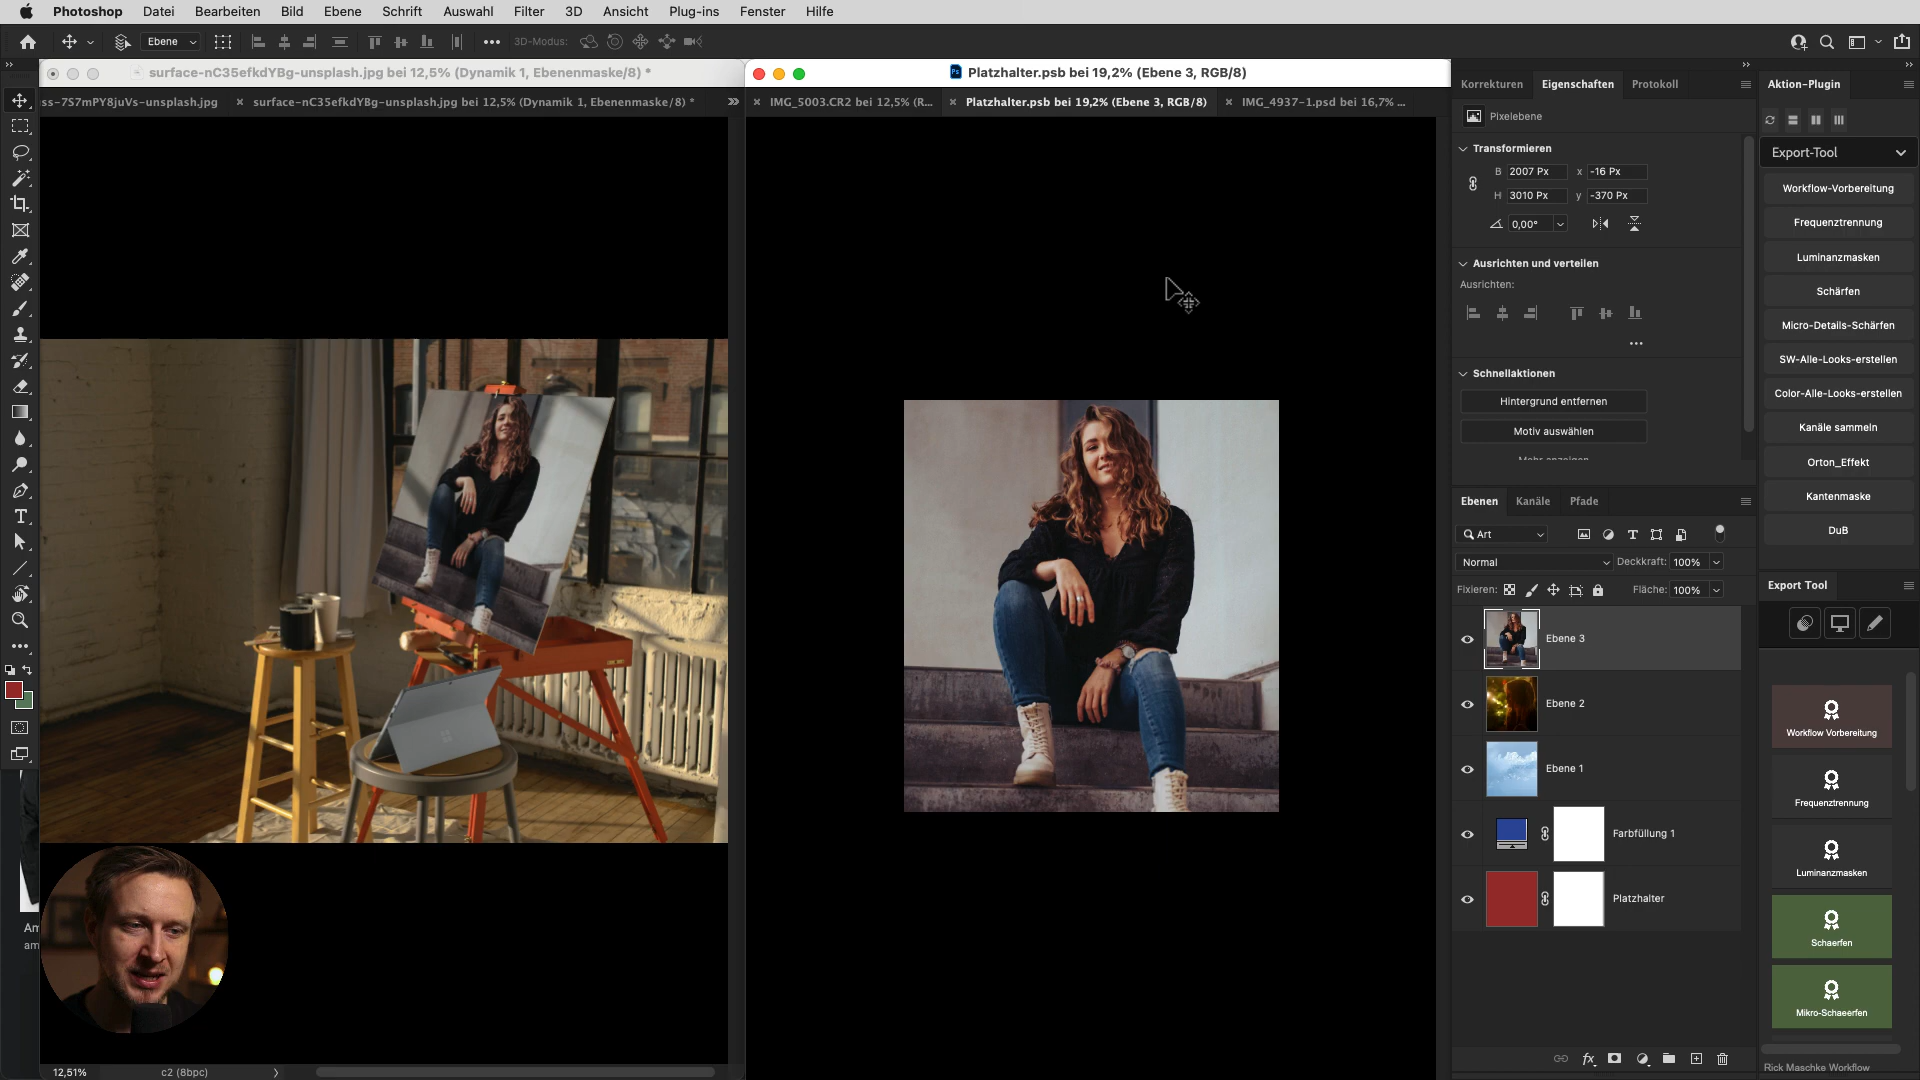 Photoshop Datei Bearbeiten Bild Ebene Schrift Auswahl Filter 3D Ansicht Plug-ins Fenster Hilfe
Ebene 3D-Modus:
surface-nC35efkdYBg-unsplash.jpg bei 12,5% (Dynamik 1, Ebenenmaske/8) *
Platzhalter.psb bei 19,2% (Ebene 3, RGB/8)
ss-7S7mPY8juVs-unsplash.jpg × surface-nC35efkdYBg-unsplash.jpg bei 12,5% (Dynamik 1, Ebenenmaske/8) *
× IMG_5003.CR2 bei 12,5% (R... × Platzhalter.psb bei 19,2% (Ebene 3, RGB/8) × IMG_4937-1.psd bei 16,7% ...
Korrekturen Eigenschaften Protokoll
Pixelebene
Transformieren
B 2007 Px x -16 Px
H 3010 Px y -370 Px
0,00°
Ausrichten und verteilen
Ausrichten:
Schnellaktionen
Hintergrund entfernen
Motiv auswählen
Mehr anzeigen
Ebenen Kanäle Pfade
Art
Normal Deckkraft: 100%
Fixieren: Fläche: 100%
Ebene 3
Ebene 2
Ebene 1
Farbfüllung 1
Platzhalter
fx
Aktion-Plugin
Export-Tool
Workflow-Vorbereitung
Frequenztrennung
Luminanzmasken
Schärfen
Micro-Details-Schärfen
SW-Alle-Looks-erstellen
Color-Alle-Looks-erstellen
Kanäle sammeln
Orton_Effekt
Kantenmaske
DuB
Export Tool
Workflow Vorbereitung
Frequenztrennung
Luminanzmasken
Schaerfen
Mikro-Schaeerfen
Rick Maschke Workflow
Am
am
12,51% c2 (8bpc)